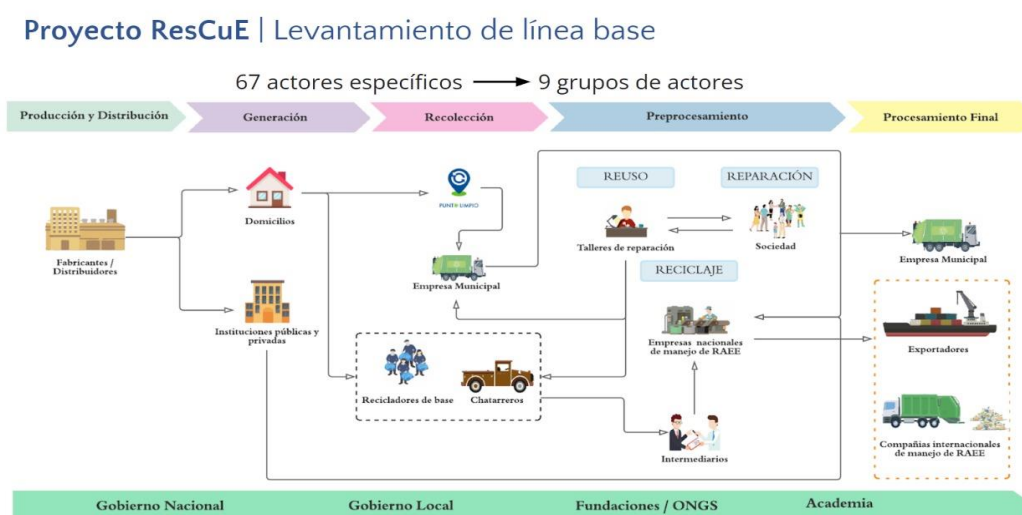 Proyecto ResCuE | Levantamiento de línea base
67 actores específicos → 9 grupos de actores
Producción y Distribución
Generación
Recolección
Preprocesamiento
Procesamiento Final
REUSO
REPARACIÓN
PUNTO LIMPIO
Domicilios
Talleres de reparación
Sociedad
Fabricantes /
Distribuidores
Empresa Municipal
Empresa Municipal
RECICLAJE
Instituciones públicas y
privadas
Empresas nacionales
de manejo de RAEE
Exportadores
Recicladores de base
Chatarreros
Intermediarios
Compañias internacionales
de manejo de RAEE
Gobierno Nacional
Gobierno Local
Fundaciones / ONGS
Academia